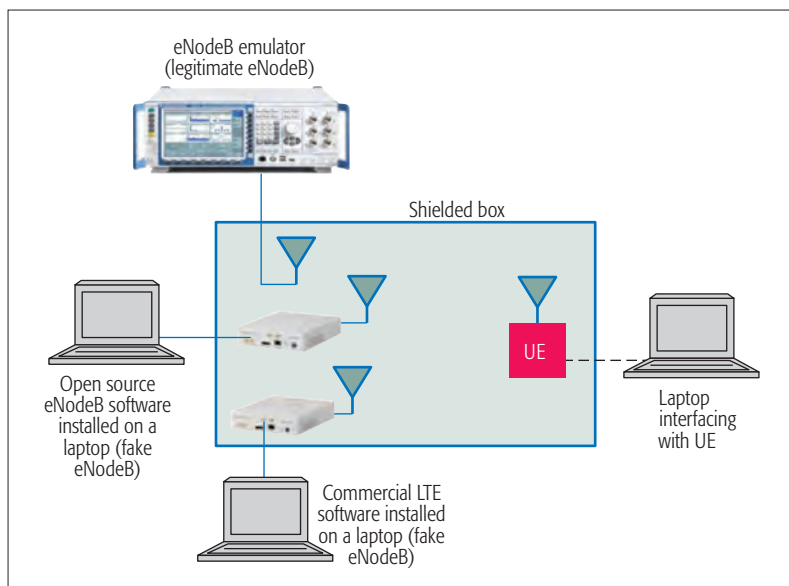 eNodeB emulator
(legitimate eNodeB)
Shielded box
UE
Open source
eNodeB software
installed on a
laptop (fake
eNodeB)
Laptop
interfacing
with UE
Commercial LTE
software installed
on a laptop (fake
eNodeB)